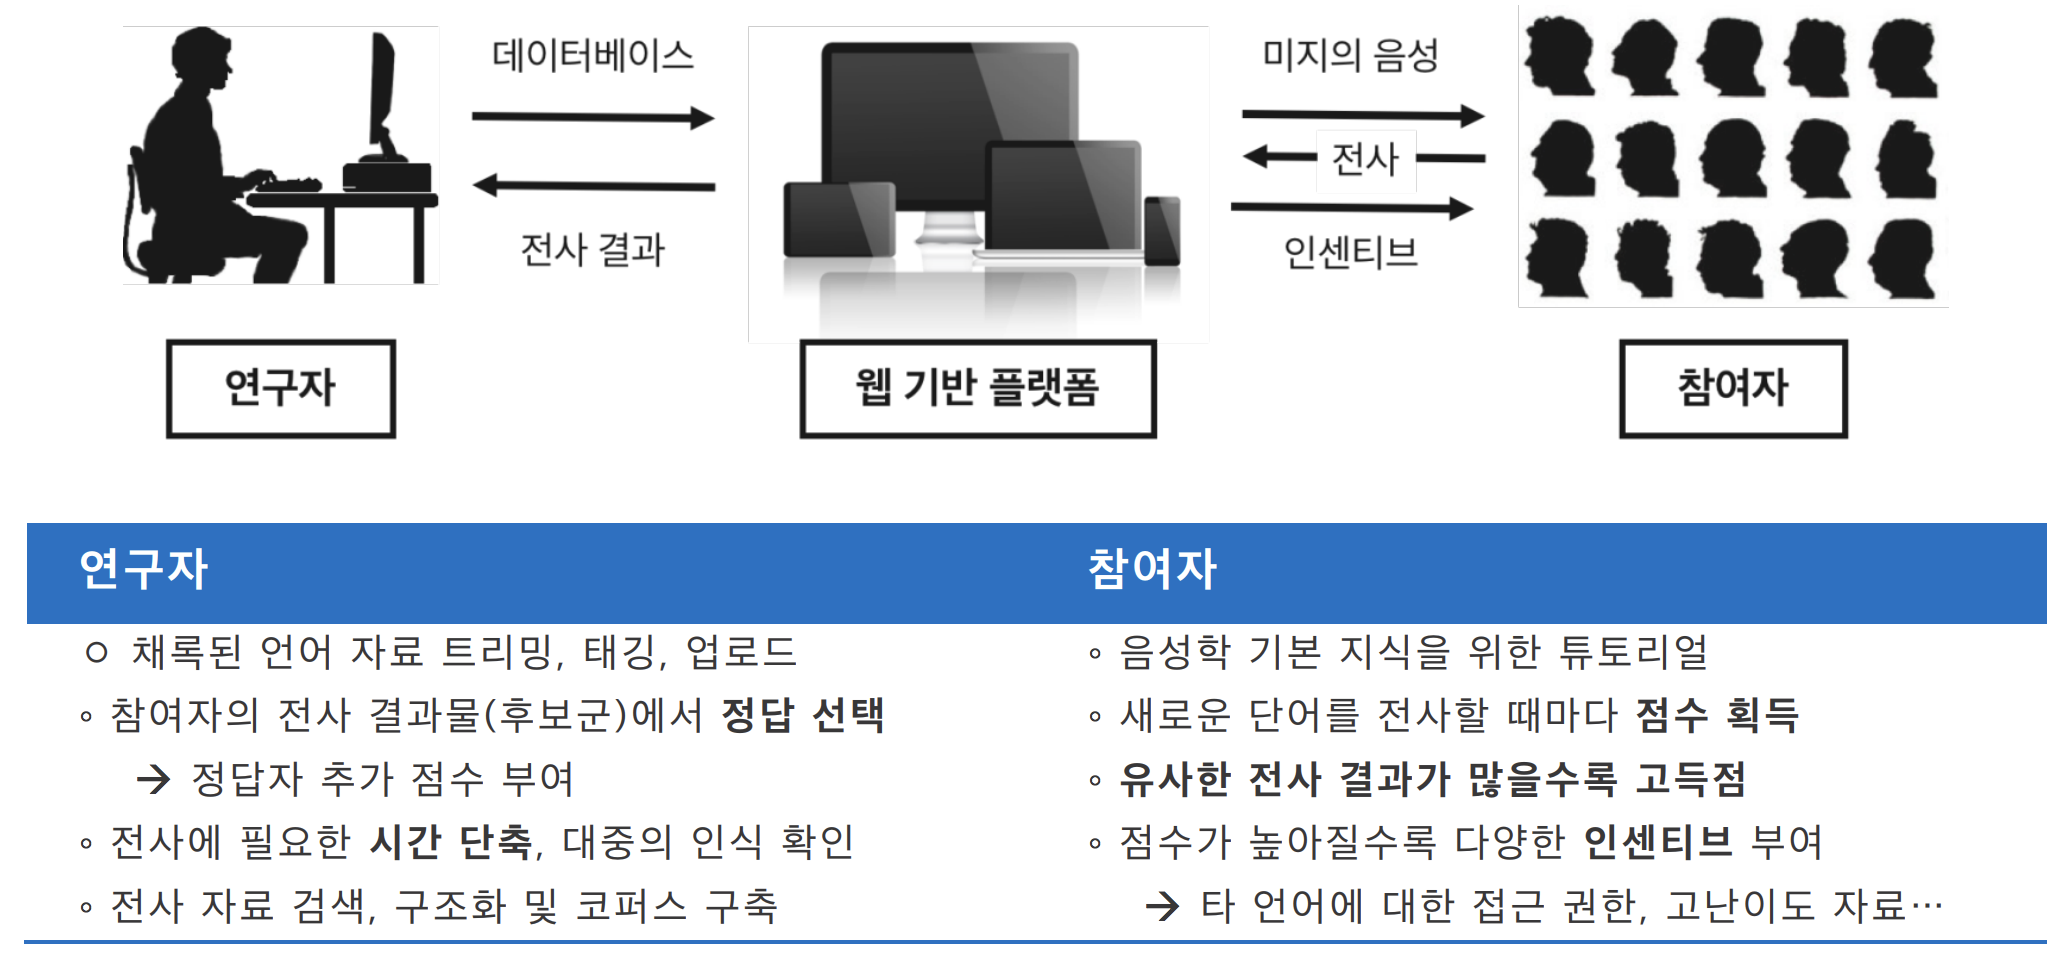 데이터베이스
전사 결과
미지의 음성
전사
인센티브
연구자
웹 기반 플랫폼
참여자
연구자
○ 채록된 언어 자료 트리밍, 태깅, 업로드
◦ 참여자의 전사 결과물(후보군)에서 정답 선택
→ 정답자 추가 점수 부여
◦ 전사에 필요한 시간 단축, 대중의 인식 확인
◦ 전사 자료 검색, 구조화 및 코퍼스 구축
참여자
◦ 음성학 기본 지식을 위한 튜토리얼
◦ 새로운 단어를 전사할 때마다 점수 획득
◦ 유사한 전사 결과가 많을수록 고득점
◦ 점수가 높아질수록 다양한 인센티브 부여
→ 타 언어에 대한 접근 권한, 고난이도 자료…